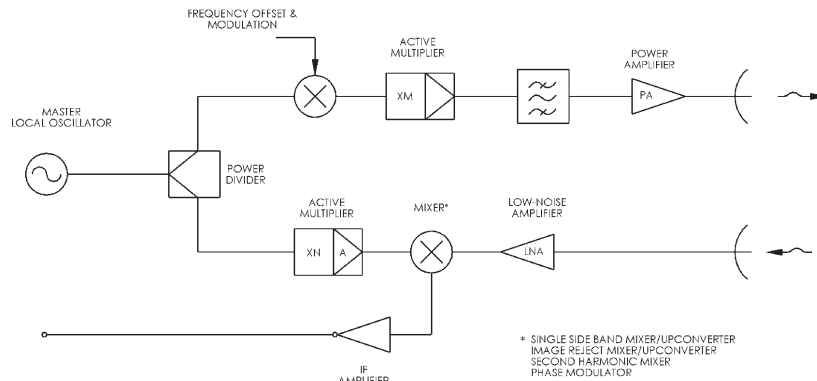 FREQUENCY OFFSET &
MODULATION
ACTIVE
MULTIPLIER
POWER
AMPLIFIER
XM
PA
MASTER
LOCAL OSCILLATOR
POWER
DIVIDER
ACTIVE
MULTIPLIER
MIXER*
LOW-NOISE
AMPLIFIER
XN
A
LNA
IF
AMPLIFIER
* SINGLE SIDE BAND MIXER/UPCONVERTER
IMAGE REJECT MIXER/UPCONVERTER
SECOND HARMONIC MIXER
PHASE MODULATOR